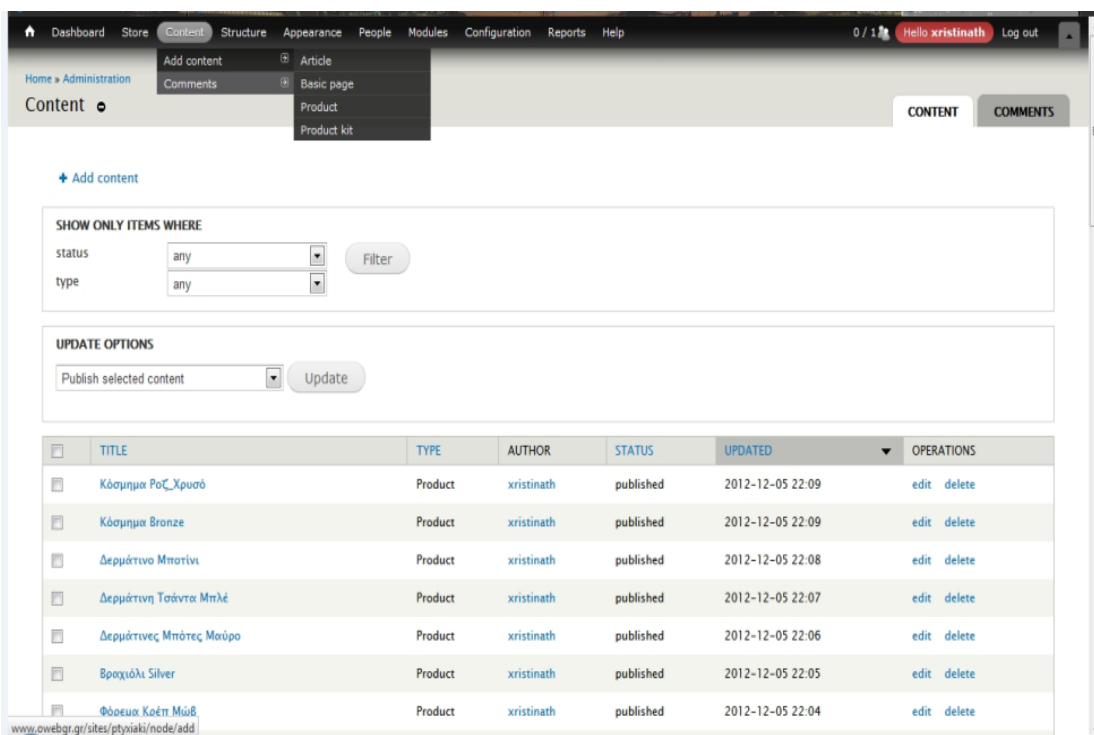 Dashboard Store Content Structure Appearance People Modules Configuration Reports Help 0 / 1 Hello xristinath Log out
Add content Article
Home » Administration Comments Basic page
Content Product CONTENT COMMENTS
Product kit
Add content
SHOW ONLY ITEMS WHERE
status any Filter
type any
UPDATE OPTIONS
Publish selected content Update
TITLE TYPE AUTHOR STATUS UPDATED OPERATIONS
Κόσμημα Ροζ_Χρυσό Product xristinath published 2012-12-05 22:09 edit delete
Κόσμημα Bronze Product xristinath published 2012-12-05 22:09 edit delete
Δερμάτινο Μποτίνι Product xristinath published 2012-12-05 22:08 edit delete
Δερμάτινη Τσάντα Μπλέ Product xristinath published 2012-12-05 22:07 edit delete
Δερμάτινες Μπότες Μαύρο Product xristinath published 2012-12-05 22:06 edit delete
Βραχιόλι Silver Product xristinath published 2012-12-05 22:05 edit delete
Φόρεμα Κρέπ Μώβ Product xristinath published 2012-12-05 22:04 edit delete
www.owebgr.gr/sites/ptyxiaki/node/add